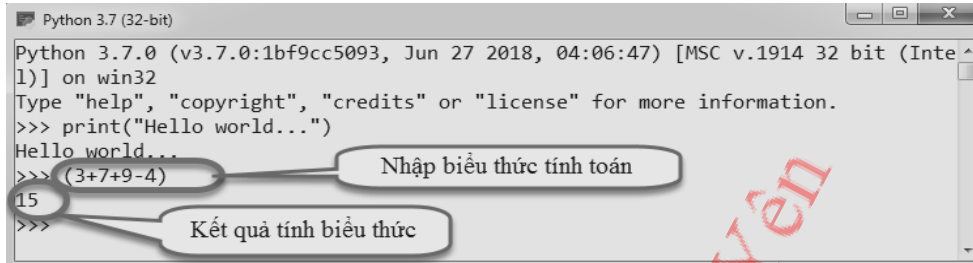 Python 3.7 (32-bit)
Python 3.7.0 (v3.7.0:1bf9cc5093, Jun 27 2018, 04:06:47) [MSC v.1914 32 bit (Inte
l)] on win32
Type "help", "copyright", "credits" or "license" for more information.
>>> print("Hello world...")
Hello world...
>>> (3+7+9-4)
Nhập biểu thức tính toán
15
>>>
Kết quả tính biểu thức
yên